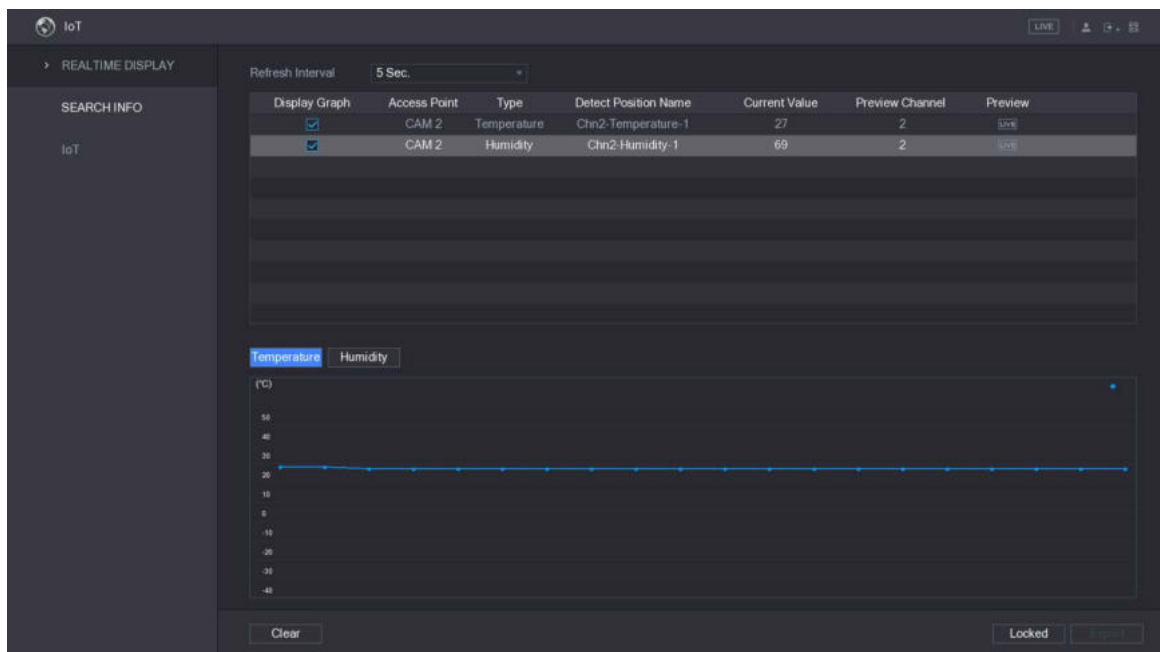 IoT LIVE
REALTIME DISPLAY
SEARCH INFO
IoT
Refresh Interval 5 Sec.
Display Graph Access Point Type Detect Position Name Current Value Preview Channel Preview
CAM 2 Temperature Chn2-Temperature-1 27 2 LIVE
CAM 2 Humidity Chn2-Humidity-1 69 2 LIVE
Temperature Humidity
(°C)
50
40
30
20
10
0
-10
-20
-30
-40
Clear Locked Export